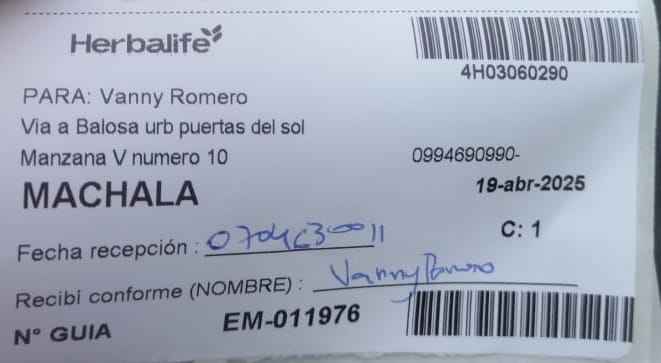 Herbalife
4H03060290
PARA: Vanny Romero
Via a Balosa urb puertas del sol
Manzana V numero 10
0994690990-
MACHALA
19-abr-2025
Fecha recepción : 0704630011
C: 1
Recibi conforme (NOMBRE) : Vanny Romero
N° GUIA EM-011976